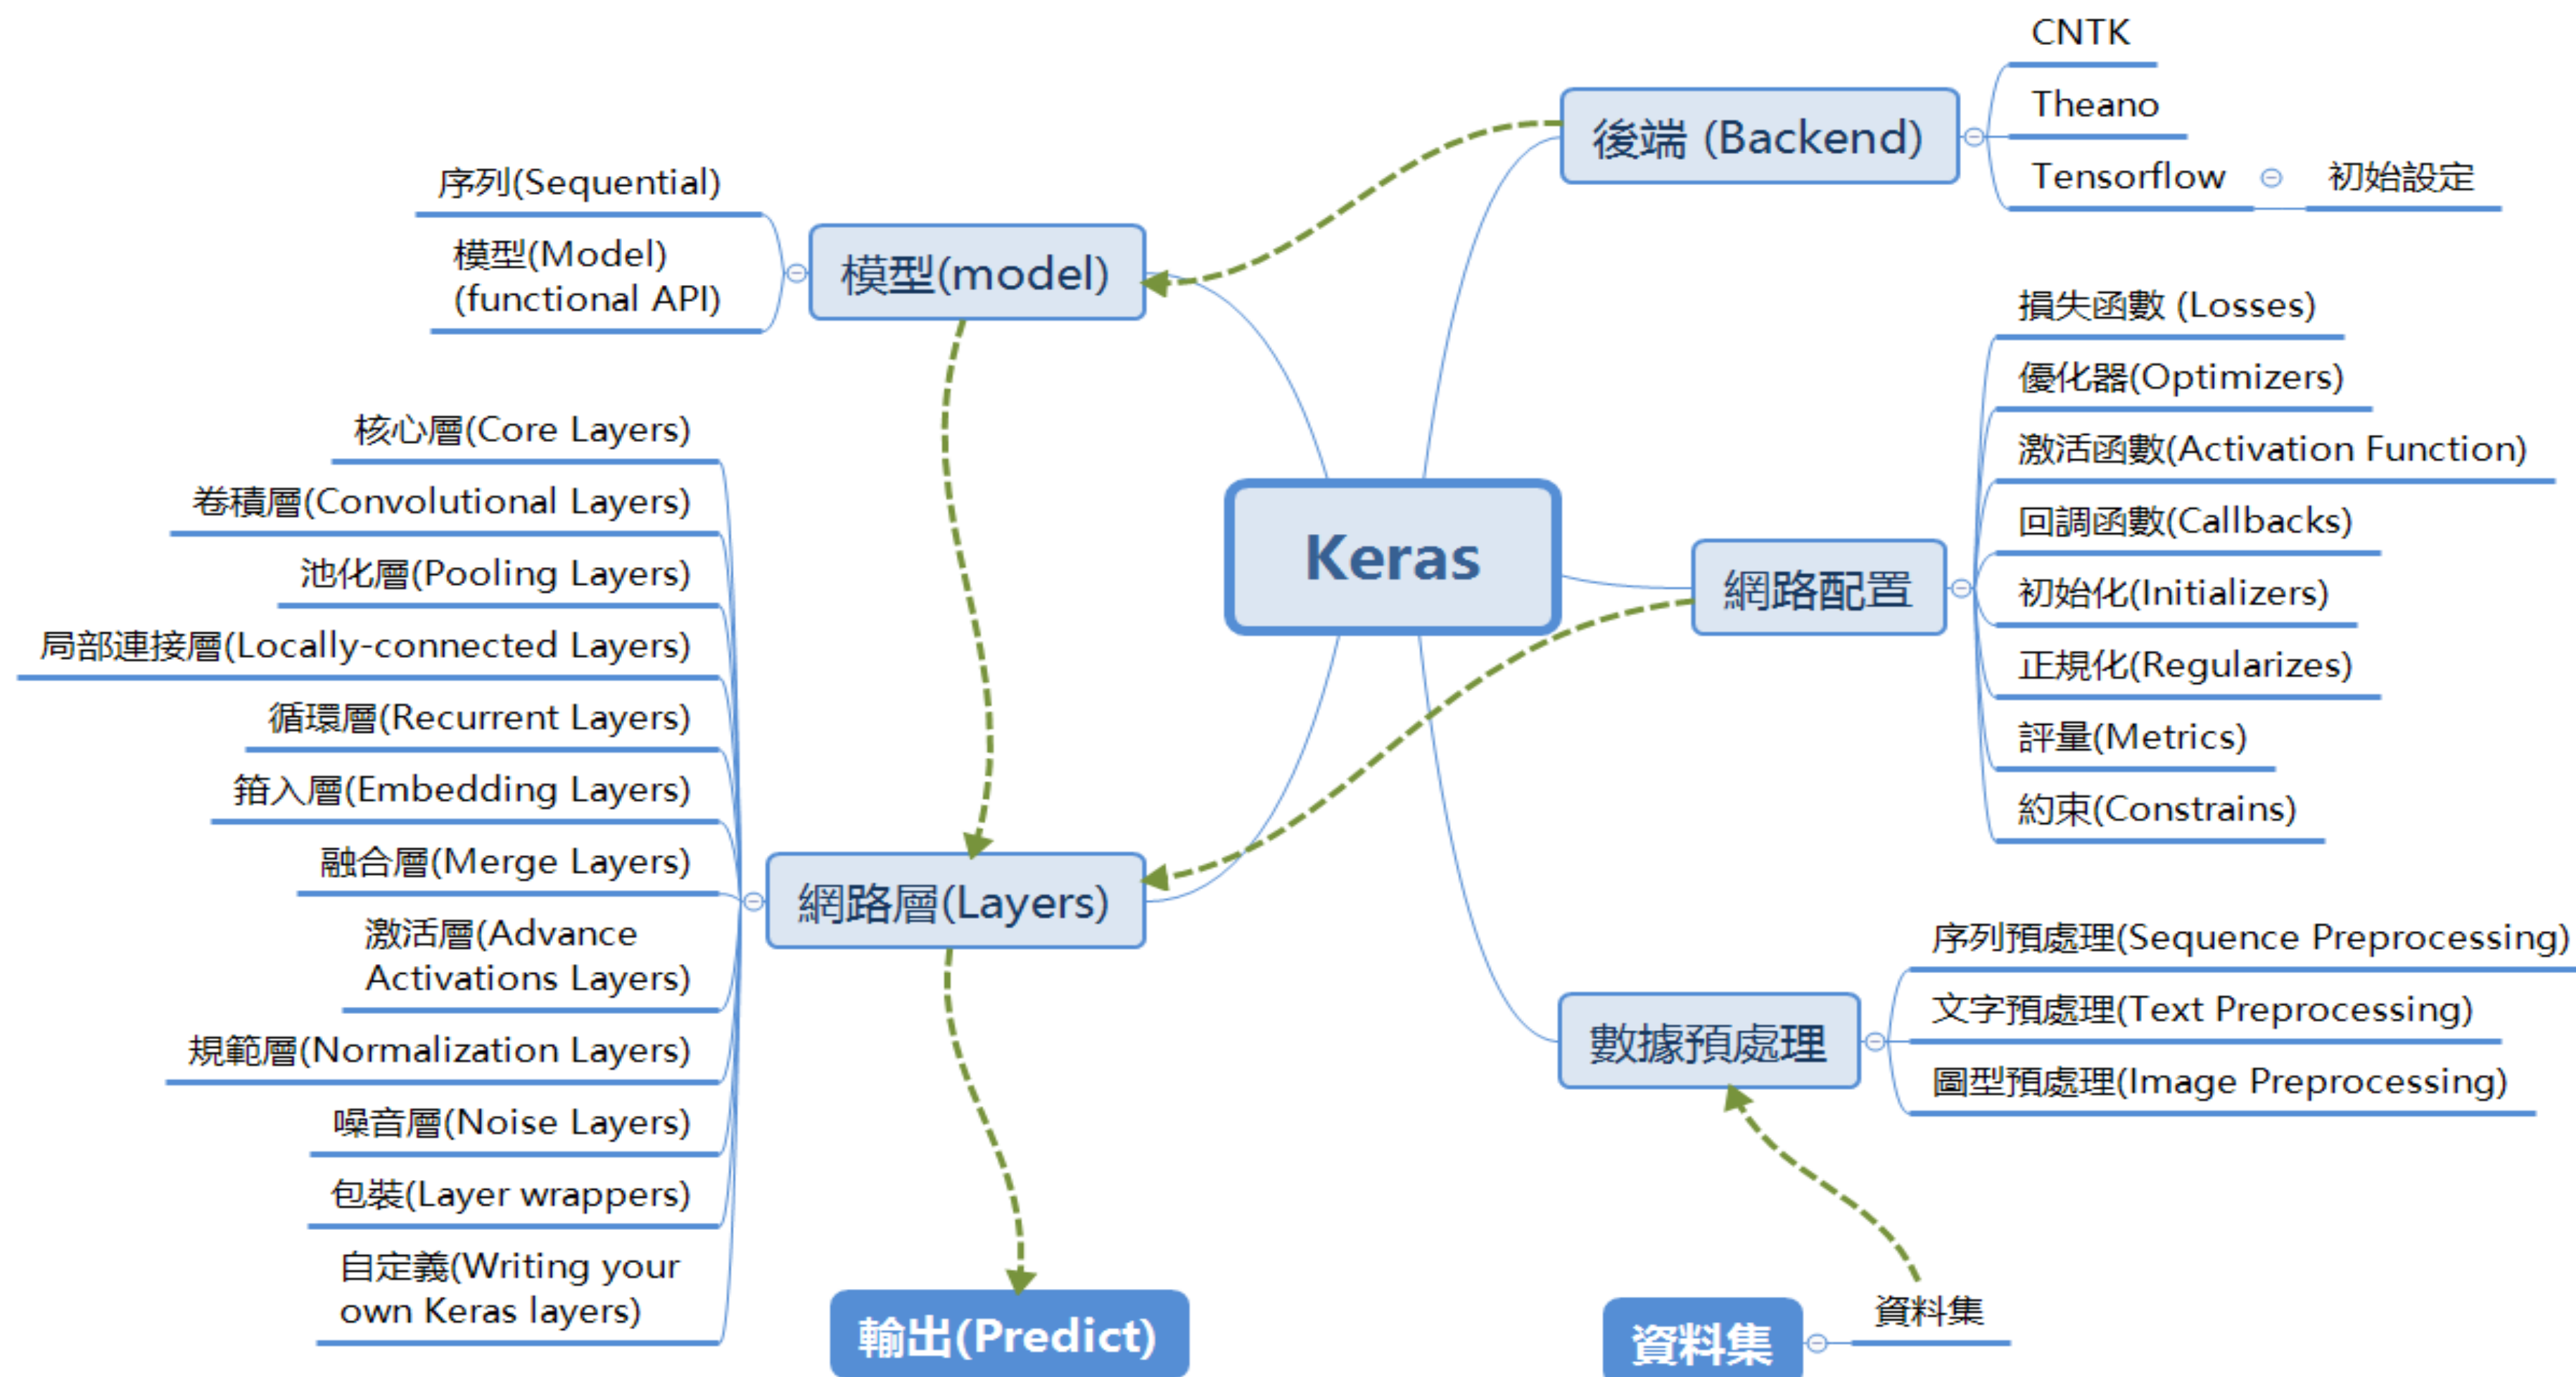 Keras
後端 (Backend)
CNTK
Theano
Tensorflow
初始設定
模型(model)
序列(Sequential)
模型(Model)
(functional API)
網路配置
損失函數 (Losses)
優化器(Optimizers)
激活函數(Activation Function)
回調函數(Callbacks)
初始化(Initializers)
正規化(Regularizes)
評量(Metrics)
約束(Constrains)
網路層(Layers)
核心層(Core Layers)
卷積層(Convolutional Layers)
池化層(Pooling Layers)
局部連接層(Locally-connected Layers)
循環層(Recurrent Layers)
箝入層(Embedding Layers)
融合層(Merge Layers)
激活層(Advance
Activations Layers)
規範層(Normalization Layers)
噪音層(Noise Layers)
包裝(Layer wrappers)
自定義(Writing your
own Keras layers)
數據預處理
序列預處理(Sequence Preprocessing)
文字預處理(Text Preprocessing)
圖型預處理(Image Preprocessing)
輸出(Predict)
資料集
資料集